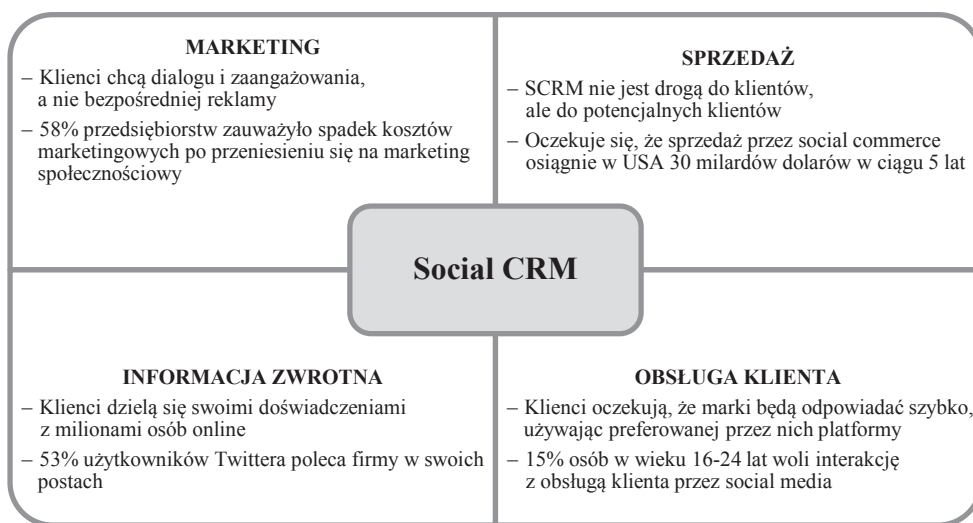 MARKETING
– Klienci chcą dialogu i zaangażowania,
a nie bezpośredniej reklamy
– 58% przedsiębiorstw zauważyło spadek kosztów
marketingowych po przeniesieniu się na marketing
społecznościowy
SPRZEDAŻ
– SCRM nie jest drogą do klientów,
ale do potencjalnych klientów
– Oczekuje się, że sprzedaż przez social commerce
osiągnie w USA 30 milardów dolarów w ciągu 5 lat
Social CRM
INFORMACJA ZWROTNA
– Klienci dzielą się swoimi doświadczeniami
z milionami osób online
– 53% użytkowników Twittera poleca firmy w swoich
postach
OBSŁUGA KLIENTA
– Klienci oczekują, że marki będą odpowiadać szybko,
używając preferowanej przez nich platformy
– 15% osób w wieku 16-24 lat woli interakcję
z obsługą klienta przez social media